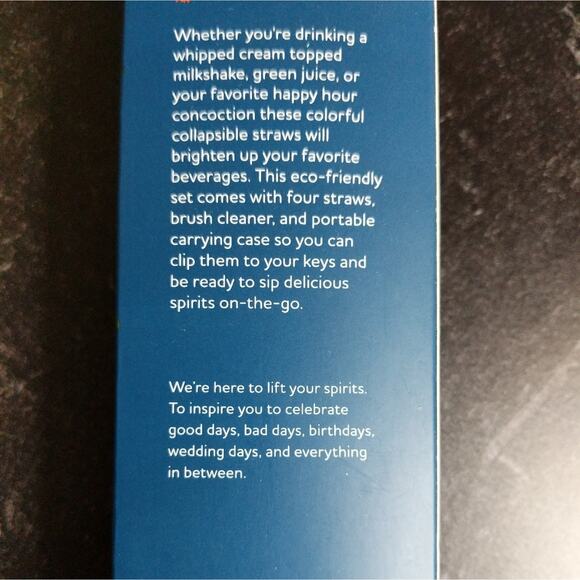 Whether you're drinking a
whipped cream topped
milkshake, green juice, or
your favorite happy hour
concoction these colorful
collapsible straws will
brighten up your favorite
beverages. This eco-friendly
set comes with four straws,
brush cleaner, and portable
carrying case so you can
clip them to your keys and
be ready to sip delicious
spirits on-the-go.
We're here to lift your spirits.
To inspire you to celebrate
good days, bad days, birthdays,
wedding days, and everything
in between.